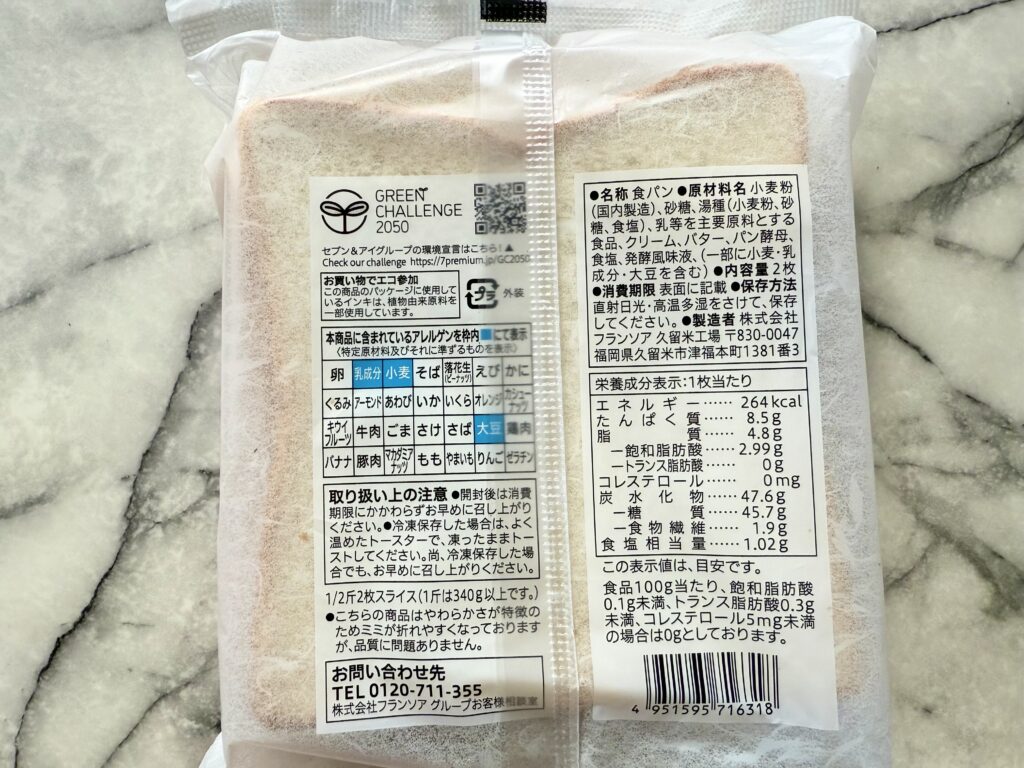 GREEN
CHALLENGE
2050
セブン&アイグループの環境宣言はこちら!▲
Check our challenge https://7premium.jp/GC2050
お買い物でエコ参加
この商品のパッケージに使用して
いるインキは、植物由来原料を
一部使用しています。
プラ 外装
本商品に含まれているアレルゲンを枠内■にて表示
〈特定原材料及びそれに準ずるものを表示〉
卵 乳成分 小麦 そば 落花生(ピーナッツ) えび かに
くるみ アーモンド あわび いか いくら オレンジ カシューナッツ
キウイフルーツ 牛肉 ごま さけ さば 大豆 鶏肉
バナナ 豚肉 マカダミアナッツ もも やまいも りんご ゼラチン
取り扱い上の注意 ●開封後は消費
期限にかかわらずお早めに召し上がり
ください。●冷凍保存した場合は、よく
温めたトースターで、凍ったままトー
ストしてください。尚、冷凍保存した場
合でも、お早めに召し上がりください。
1/2斤2枚スライス(1斤は340g以上です。)
●こちらの商品はやわらかさが特徴の
ためミミが折れやすくなっております
が、品質に問題ありません。
お問い合わせ先
TEL 0120-711-355
株式会社フランソア グループお客様相談室
●名称 食パン ●原材料名 小麦粉
(国内製造)、砂糖、湯種(小麦粉、砂
糖、食塩)、乳等を主要原料とする
食品、クリーム、バター、パン酵母、
食塩、発酵風味液、(一部に小麦・乳
成分・大豆を含む) ●内容量 2枚
●消費期限 表面に記載 ●保存方法
直射日光・高温多湿をさけて、保存
してください。●製造者 株式会社
フランソア 久留米工場 〒830-0047
福岡県久留米市津福本町1381番3
栄養成分表示:1枚当たり
エネルギー……264kcal
たんぱく質……8.5g
脂質……4.8g
―飽和脂肪酸……2.99g
―トランス脂肪酸……0g
コレステロール……0mg
炭水化物……47.6g
―糖質……45.7g
―食物繊維……1.9g
食塩相当量……1.02g
この表示値は、目安です。
食品100g当たり、飽和脂肪酸
0.1g未満、トランス脂肪酸0.3g
未満、コレステロール5mg未満
の場合は0gとしております。
4 951595 716318